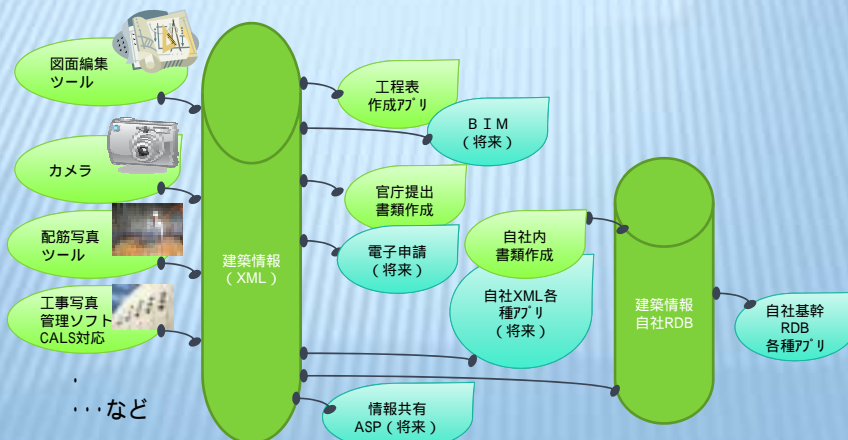 図面編集
ツール
カメラ
配筋写真
ツール
工事写真
管理ソフト
CALS対応
・
・・・など
建築情報
（XML）
工程表
作成ｱﾌﾟﾘ
ＢＩＭ
（将来）
官庁提出
書類作成
電子申請
（将来）
自社内
書類作成
自社XML各
種ｱﾌﾟﾘ
（将来）
情報共有
ASP（将来）
建築情報
自社RDB
自社基幹
RDB
各種ｱﾌﾟﾘ